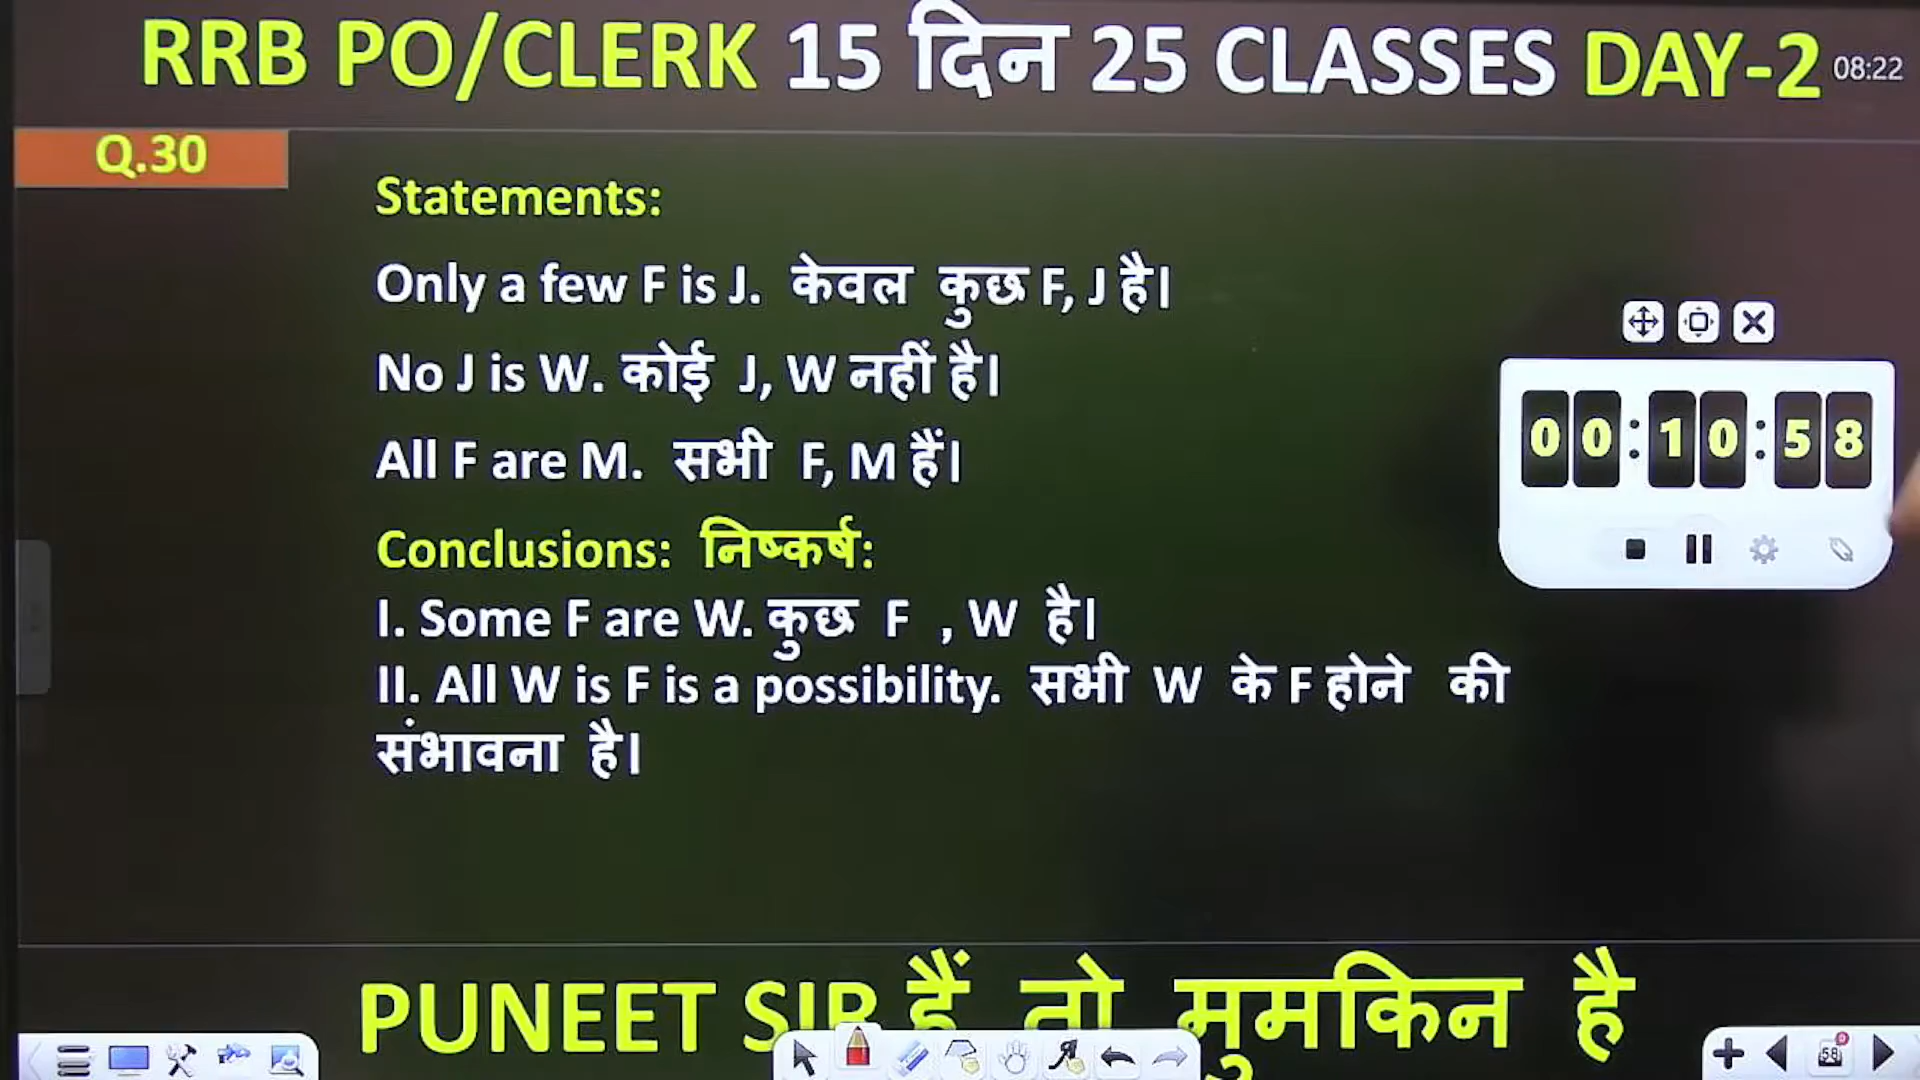 RRB PO/CLERK 15 दिन 25 CLASSES DAY-2 08:22
Q.30
Statements:
Only a few F is J. केवल कुछ F, J है।
No J is W. कोई J, W नहीं है।
All F are M. सभी F, M हैं।
00:10:58
Conclusions: निष्कर्ष:
I. Some F are W. कुछ F , W है।
II. All W is F is a possibility. सभी W के F होने की
संभावना है।
PUNEET SIR हैं तो मुमकिन है
58